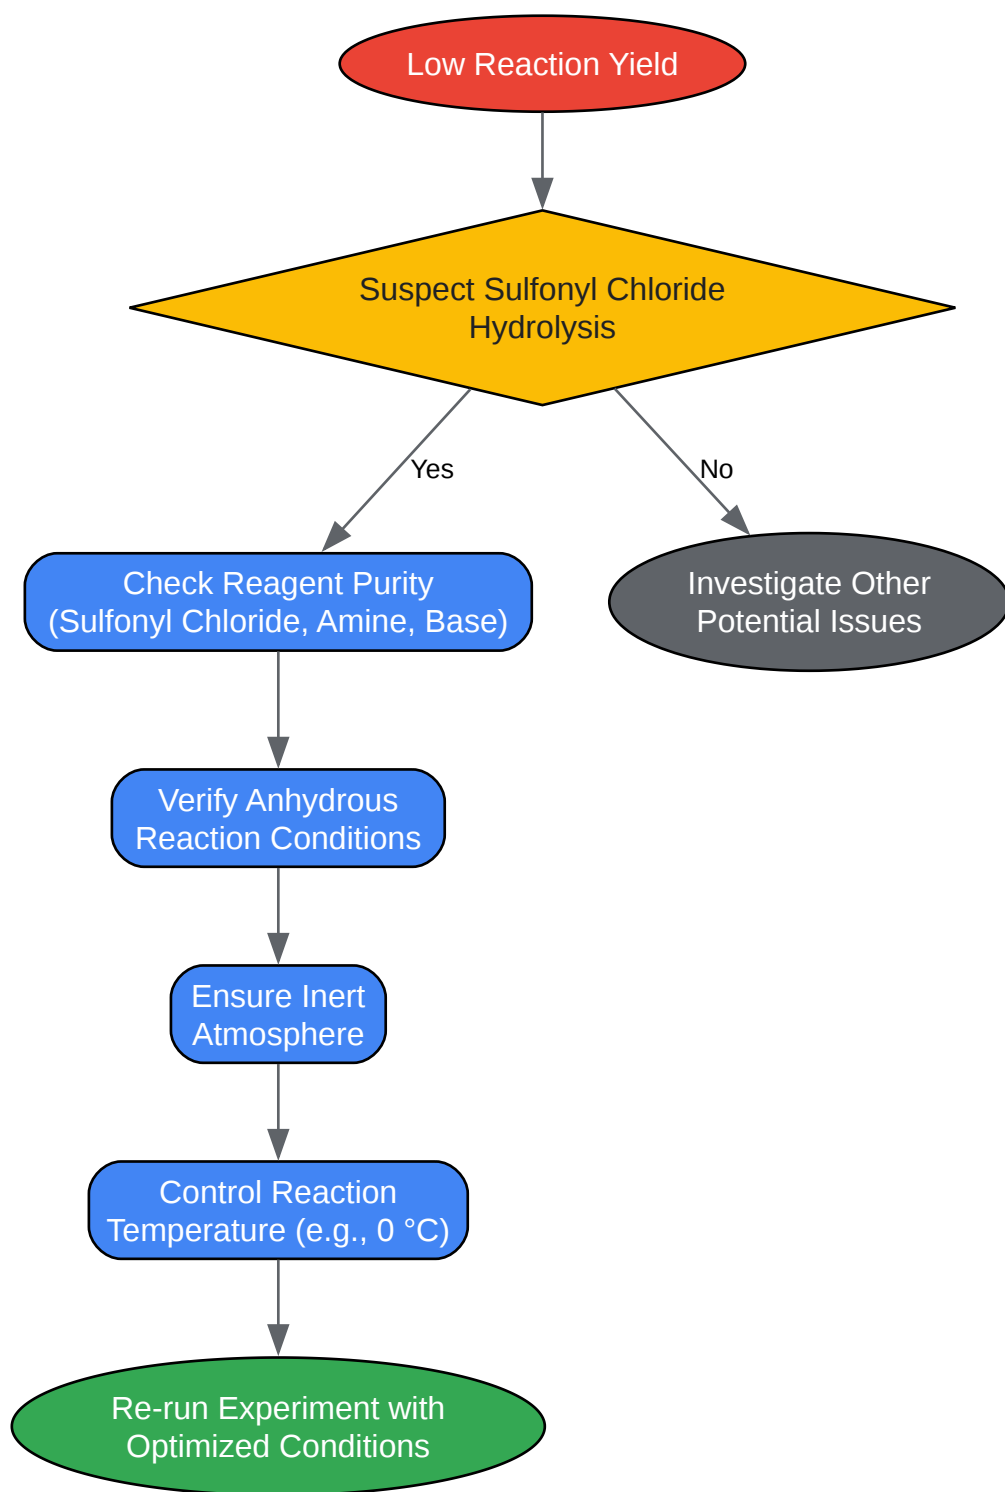 Low Reaction Yield
Suspect Sulfonyl Chloride
Hydrolysis
Yes
No
Check Reagent Purity
(Sulfonyl Chloride, Amine, Base)
Investigate Other
Potential Issues
Verify Anhydrous
Reaction Conditions
Ensure Inert
Atmosphere
Control Reaction
Temperature (e.g., 0 °C)
Re-run Experiment with
Optimized Conditions